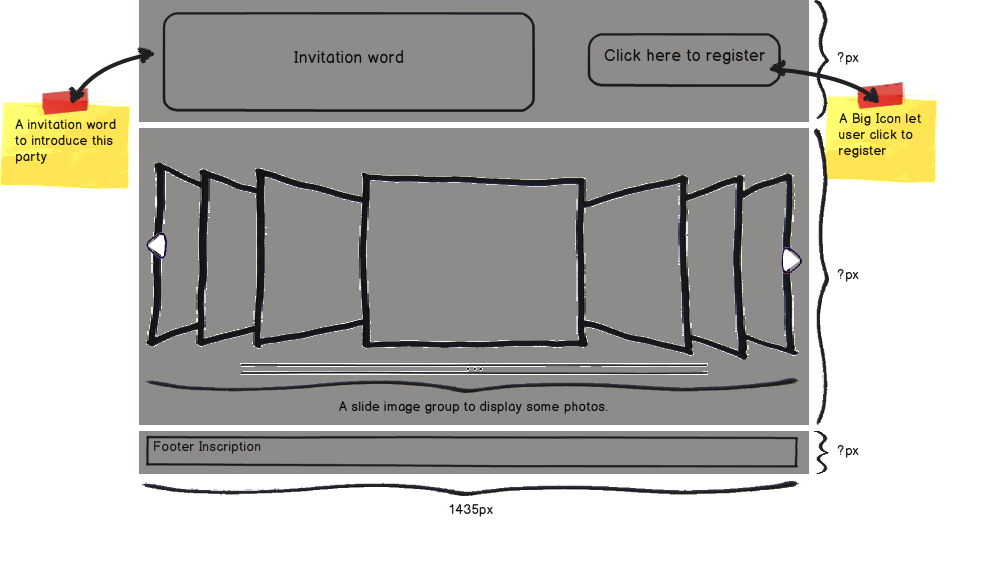 Invitation word
Click here to register
?px
A invitation word
to introduce this
party
A Big Icon let
user click to
register
?px
A slide image group to display some photos.
Footer Inscription
?px
1435px